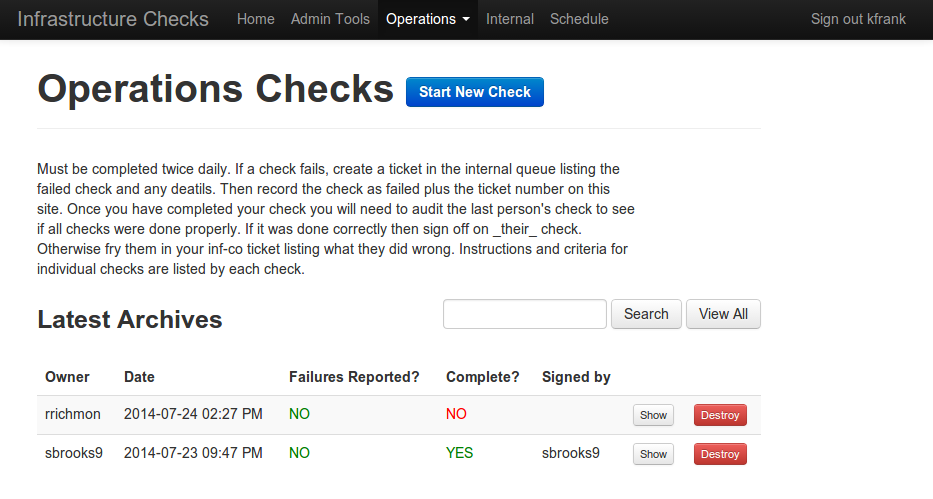 Infrastructure Checks Home Admin Tools Operations Internal Schedule Sign out kfrank
Operations Checks Start New Check
Must be completed twice daily. If a check fails, create a ticket in the internal queue listing the
failed check and any deatils. Then record the check as failed plus the ticket number on this
site. Once you have completed your check you will need to audit the last person's check to see
if all checks were done properly. If it was done correctly then sign off on _their_ check.
Otherwise fry them in your inf-co ticket listing what they did wrong. Instructions and criteria for
individual checks are listed by each check.
Latest Archives Search View All
Owner Date Failures Reported? Complete? Signed by
rrichmon 2014-07-24 02:27 PM NO NO Show Destroy
sbrooks9 2014-07-23 09:47 PM NO YES sbrooks9 Show Destroy